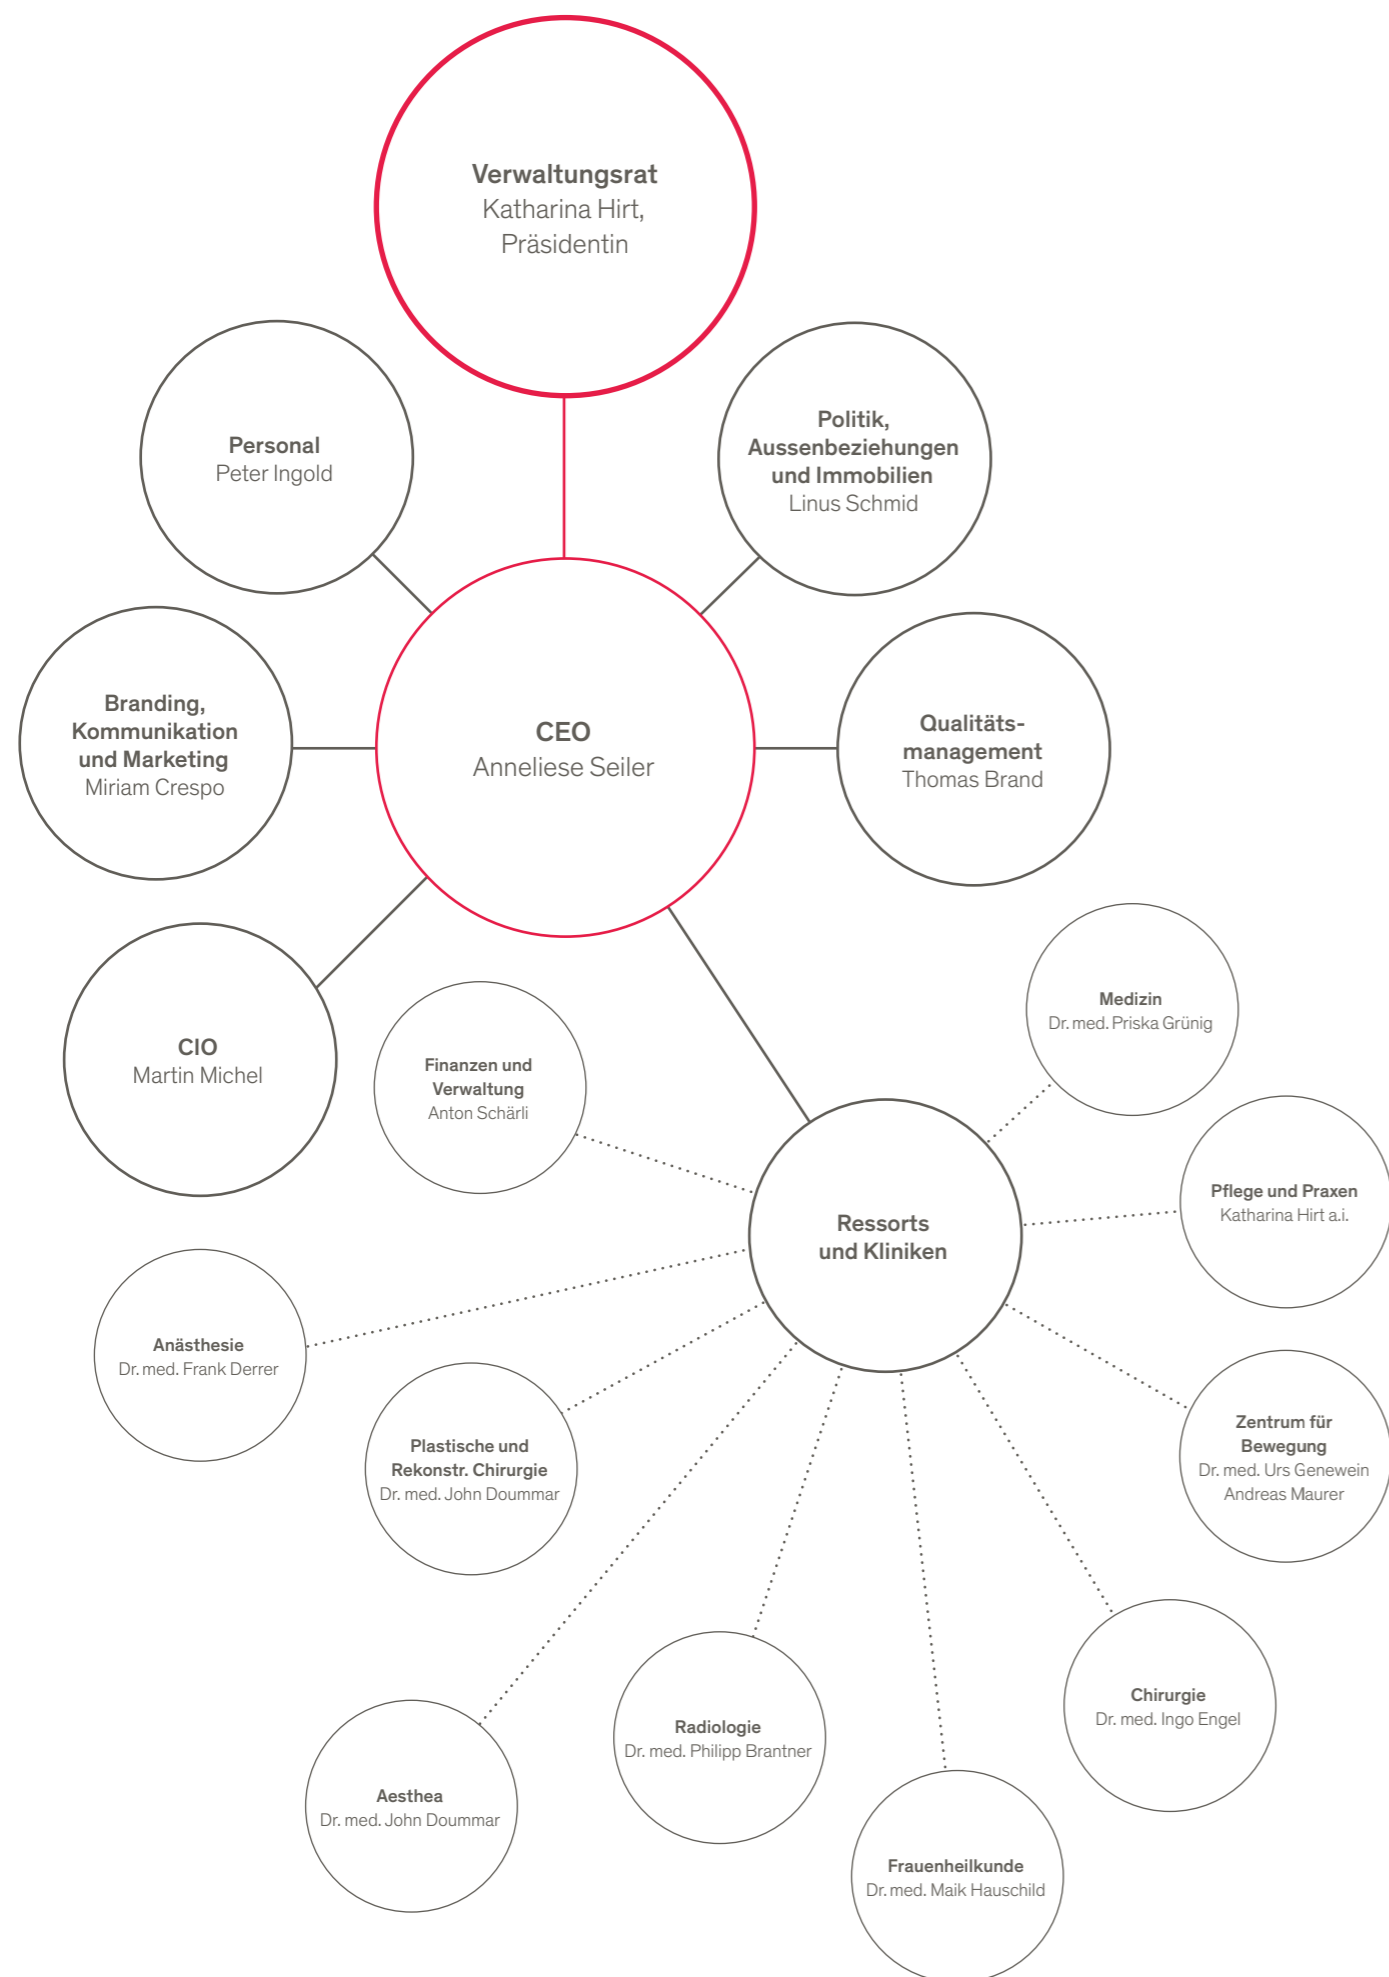 Verwaltungsrat
Katharina Hirt,
Präsidentin
Personal
Peter Ingold
Politik,
Aussenbeziehungen
und Immobilien
Linus Schmid
Branding,
Kommunikation
und Marketing
Miriam Crespo
CEO
Anneliese Seiler
Qualitäts-
management
Thomas Brand
CIO
Martin Michel
Finanzen und
Verwaltung
Anton Schärli
Medizin
Dr. med. Priska Grünig
Pflege und Praxen
Katharina Hirt a.i.
Ressorts
und Kliniken
Anästhesie
Dr. med. Frank Derrer
Plastische und
Rekonstr. Chirurgie
Dr. med. John Doummar
Zentrum für
Bewegung
Dr. med. Urs Genewein
Andreas Maurer
Chirurgie
Dr. med. Ingo Engel
Radiologie
Dr. med. Philipp Brantner
Aesthea
Dr. med. John Doummar
Frauenheilkunde
Dr. med. Maik Hauschild